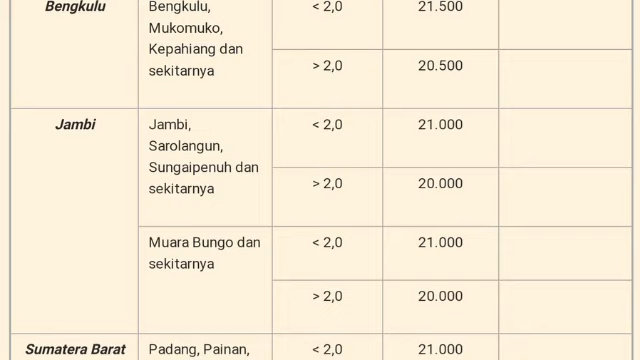 Bengkulu
Bengkulu,
Mukomuko,
Kepahiang dan
sekitarnya
< 2,0
21.500
> 2,0
20.500
Jambi
Jambi,
Sarolangun,
Sungaipenuh dan
sekitarnya
< 2,0
21.000
> 2,0
20.000
Muara Bungo dan
sekitarnya
< 2,0
21.000
> 2,0
20.000
Sumatera Barat
Padang, Painan,
< 2,0
21.000